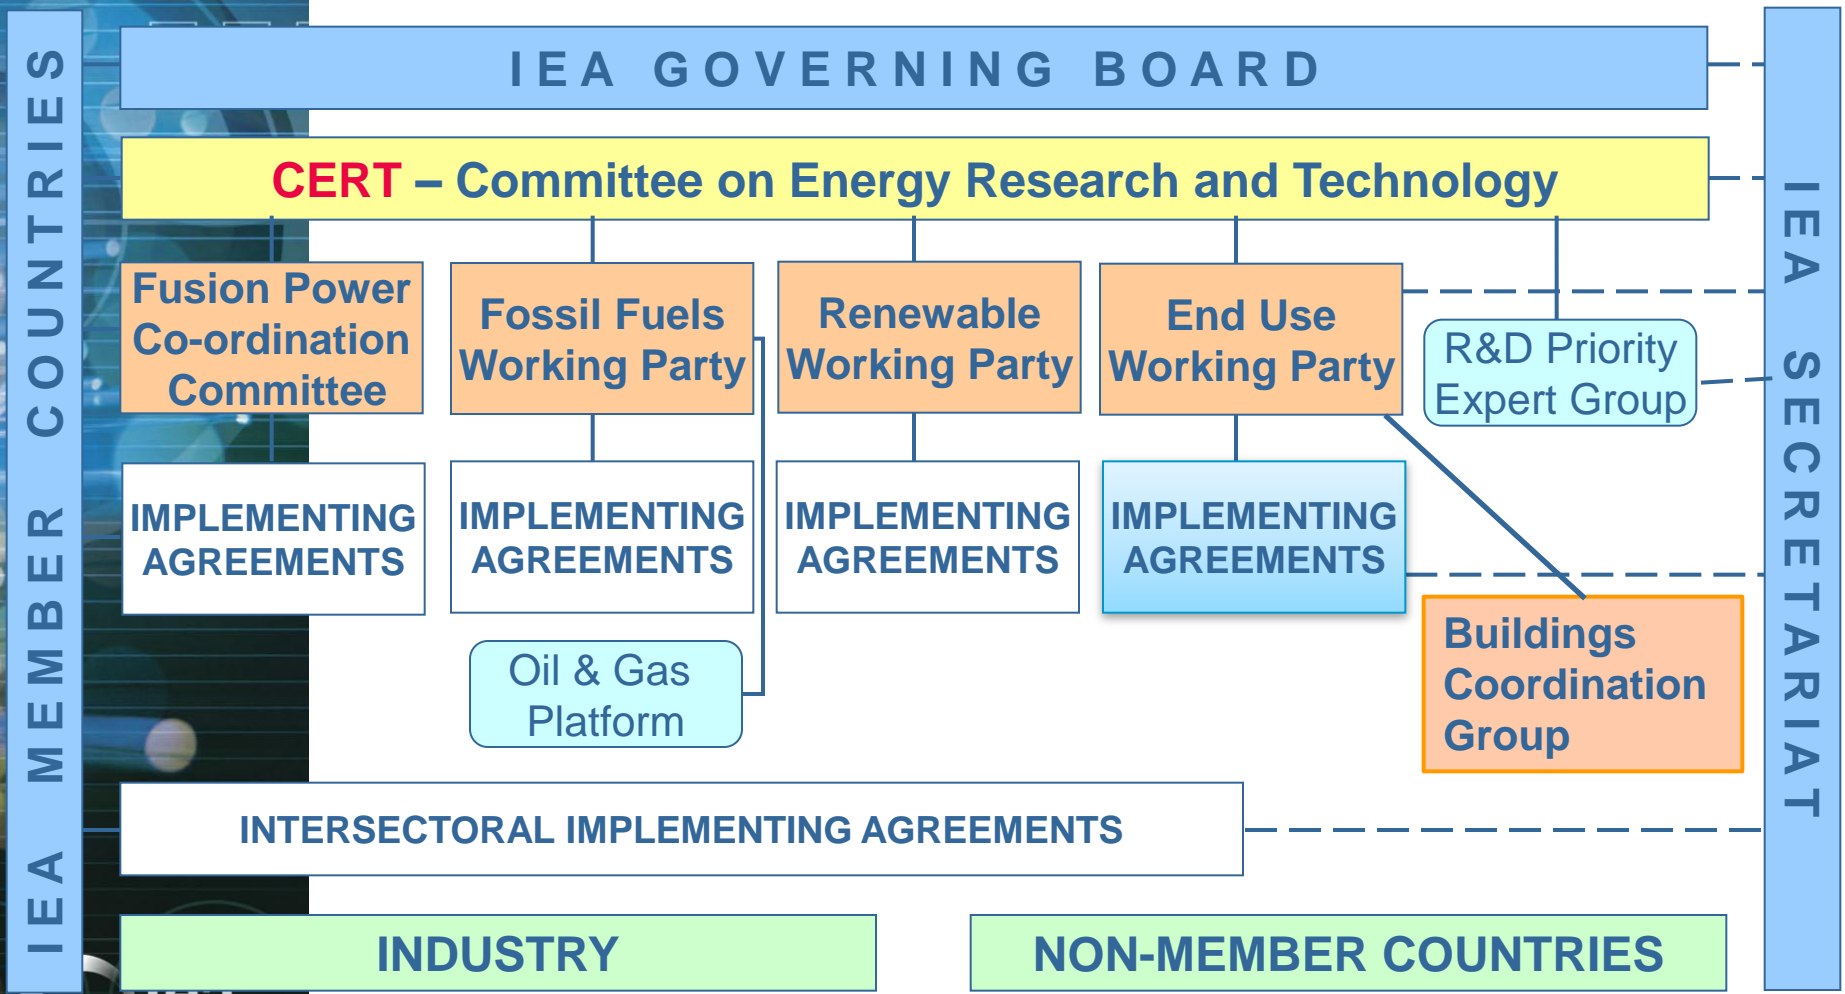 IEA MEMBER COUNTRIES
IEA GOVERNING BOARD
CERT – Committee on Energy Research and Technology
IEA SECRETARIAT
Fusion Power
Co-ordination
Committee
Fossil Fuels
Working Party
Renewable
Working Party
End Use
Working Party
R&D Priority
Expert Group
IMPLEMENTING
AGREEMENTS
IMPLEMENTING
AGREEMENTS
IMPLEMENTING
AGREEMENTS
IMPLEMENTING
AGREEMENTS
Oil & Gas
Platform
Buildings
Coordination
Group
INTERSECTORAL IMPLEMENTING AGREEMENTS
INDUSTRY
NON-MEMBER COUNTRIES